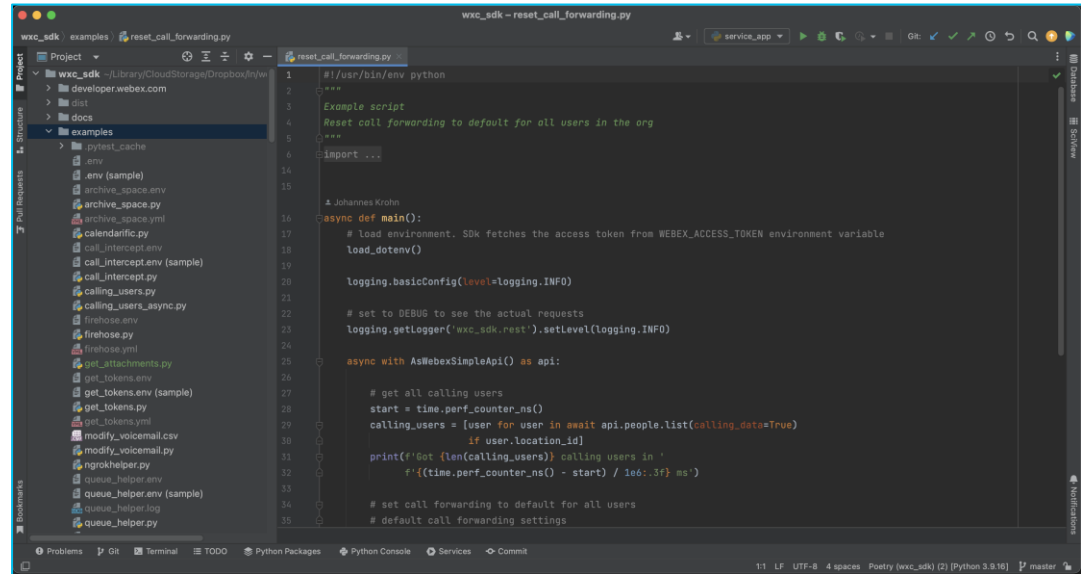 wxc_sdk – reset_call_forwarding.py
wxc_sdk examples reset_call_forwarding.py
service_app Git:
Project
reset_call_forwarding.py
wxc_sdk ~/Library/CloudStorage/Dropbox/In/w
developer.webex.com
dist
docs
examples
.pytest_cache
.env
.env (sample)
archive_space.env
archive_space.py
archive_space.yml
calendarific.py
call_intercept.env
call_intercept.env (sample)
call_intercept.py
calling_users.py
calling_users_async.py
firehose.env
firehose.py
firehose.yml
get_attachments.py
get_tokens.env
get_tokens.env (sample)
get_tokens.py
get_tokens.yml
modify_voicemail.csv
modify_voicemail.py
ngrokhelper.py
queue_helper.env
queue_helper.env (sample)
queue_helper.log
queue_helper.py
Project
Structure
Pull Requests
Bookmarks
1 #!/usr/bin/env python
2 """
3 Example script
4 Reset call forwarding to default for all users in the org
5 """
6 import ...
14
15
Johannes Krohn
16 async def main():
17 # load environment. SDk fetches the access token from WEBEX_ACCESS_TOKEN environment variable
18 load_dotenv()
19
20 logging.basicConfig(level=logging.INFO)
21
22 # set to DEBUG to see the actual requests
23 logging.getLogger('wxc_sdk.rest').setLevel(logging.INFO)
24
25 async with AsWebexSimpleApi() as api:
26
27 # get all calling users
28 start = time.perf_counter_ns()
29 calling_users = [user for user in await api.people.list(calling_data=True)
30 if user.location_id]
31 print(f'Got {len(calling_users)} calling users in '
32 f'{(time.perf_counter_ns() - start) / 1e6:.3f} ms')
33
34 # set call forwarding to default for all users
35 # default call forwarding settings
Database
SciView
Notifications
Problems Git Terminal TODO Python Packages Python Console Services Commit
1:1 LF UTF-8 4 spaces Poetry (wxc_sdk) (2) [Python 3.9.16] master